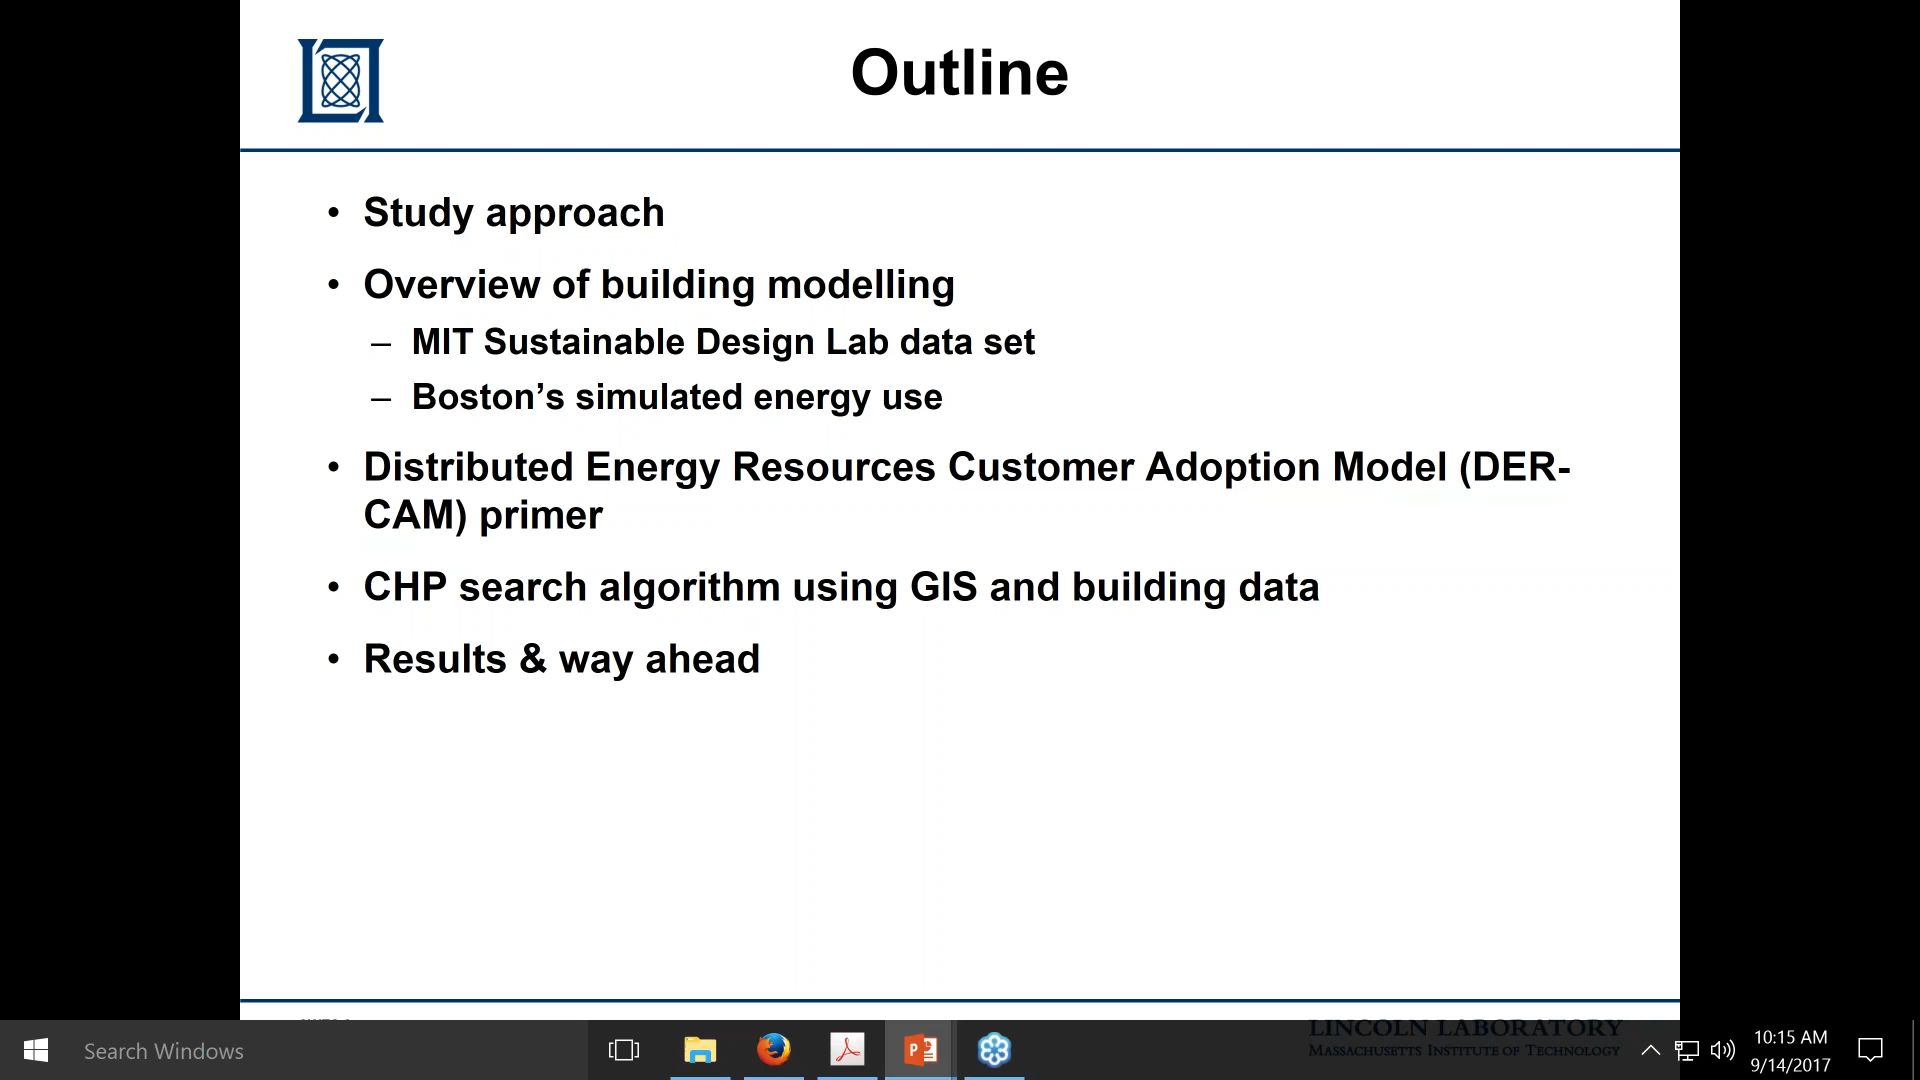 Outline
• Study approach
• Overview of building modelling
– MIT Sustainable Design Lab data set
– Boston’s simulated energy use
• Distributed Energy Resources Customer Adoption Model (DER-
CAM) primer
• CHP search algorithm using GIS and building data
• Results & way ahead
LINCOLN LABORATORY
MASSACHUSETTS INSTITUTE OF TECHNOLOGY
Search Windows
10:15 AM
9/14/2017